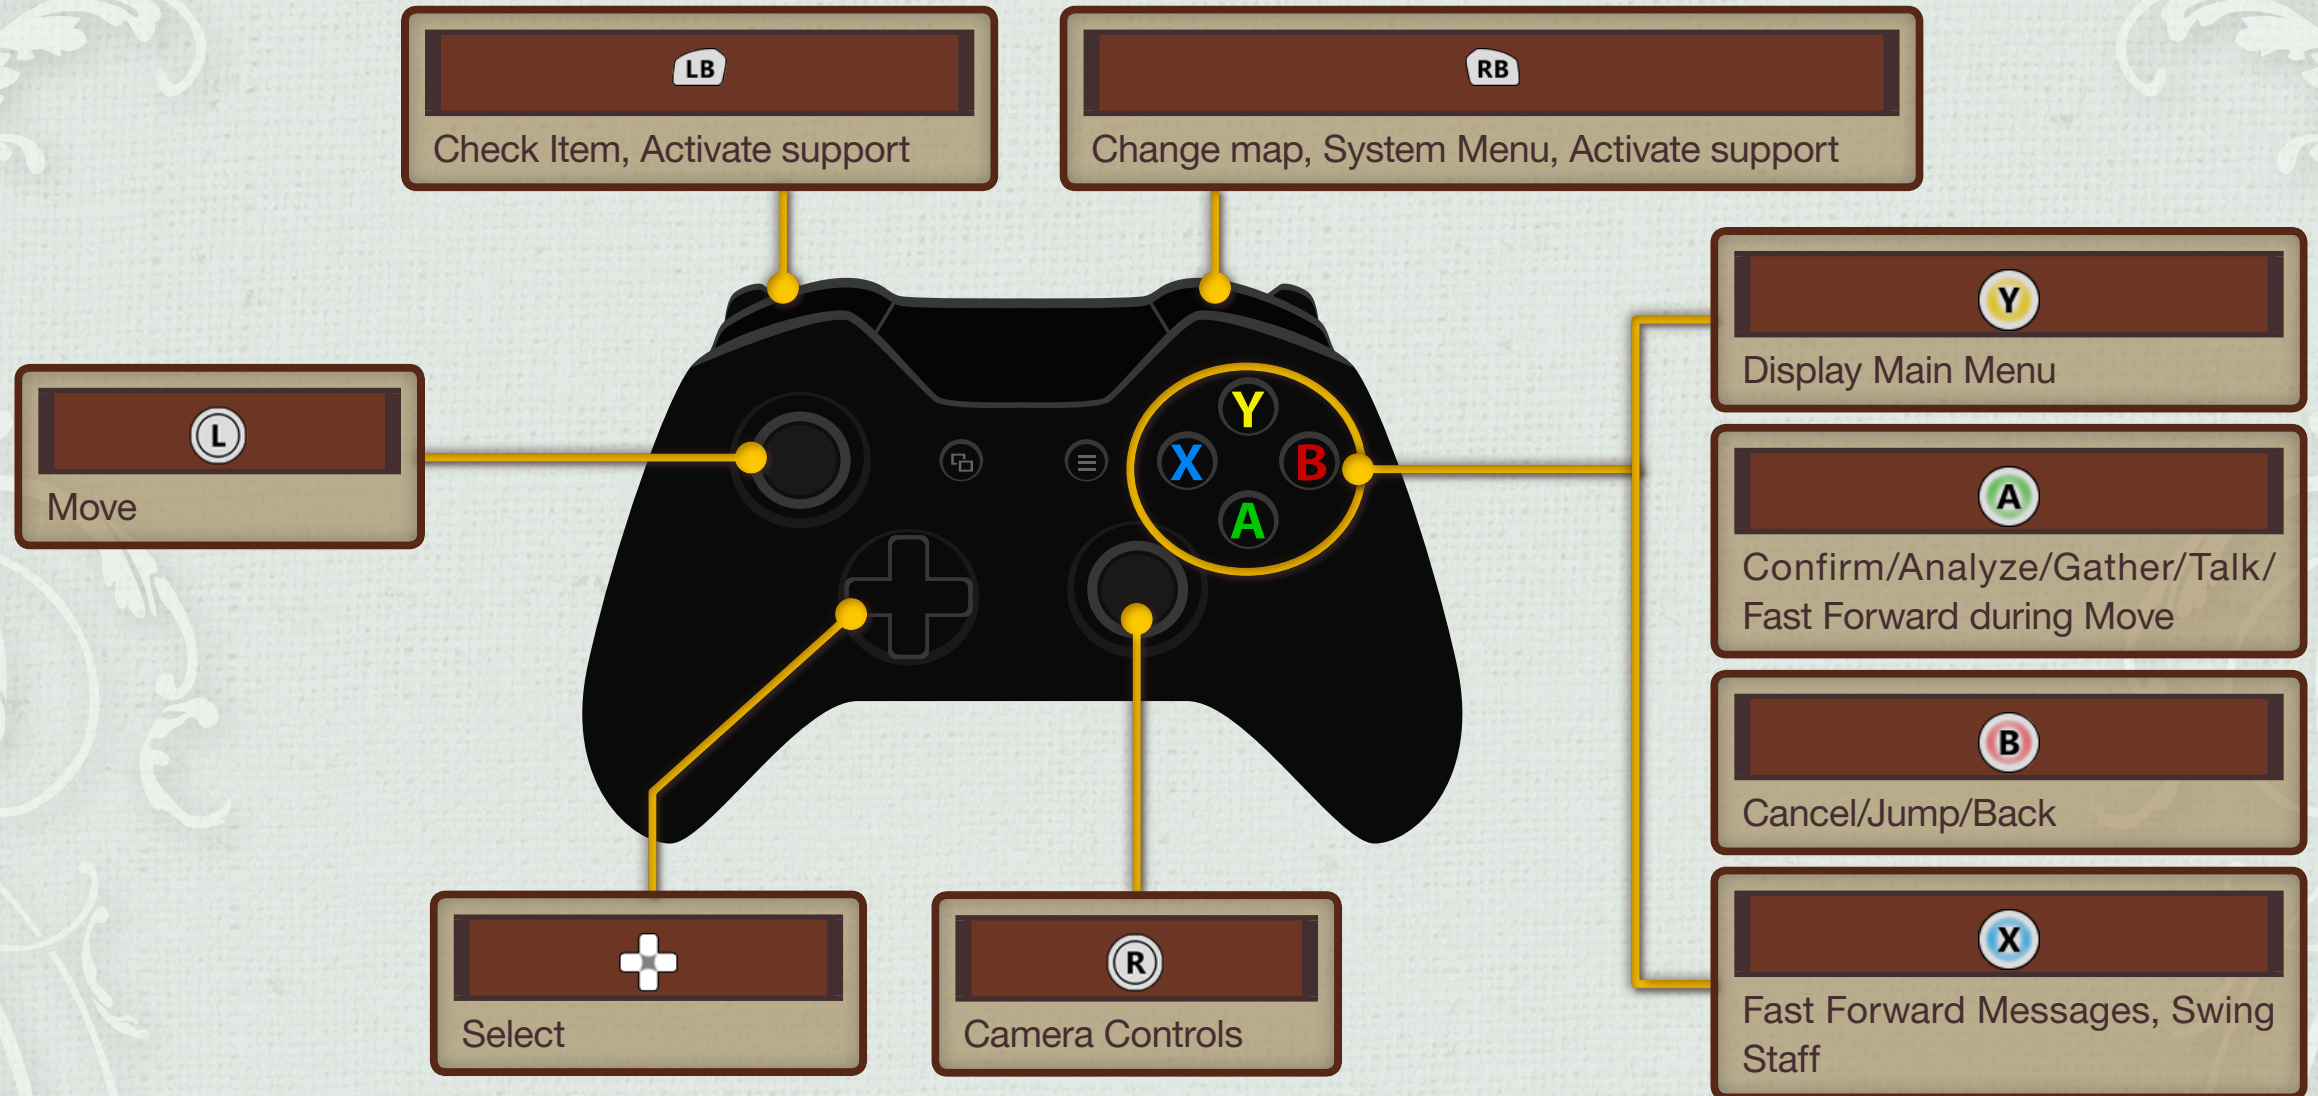 LB
Check Item, Activate support
RB
Change map, System Menu, Activate support
L
Move
Y
X
B
A
Y
Display Main Menu
A
Confirm/Analyze/Gather/Talk/
Fast Forward during Move
B
Cancel/Jump/Back
X
Fast Forward Messages, Swing
Staff
Select
R
Camera Controls